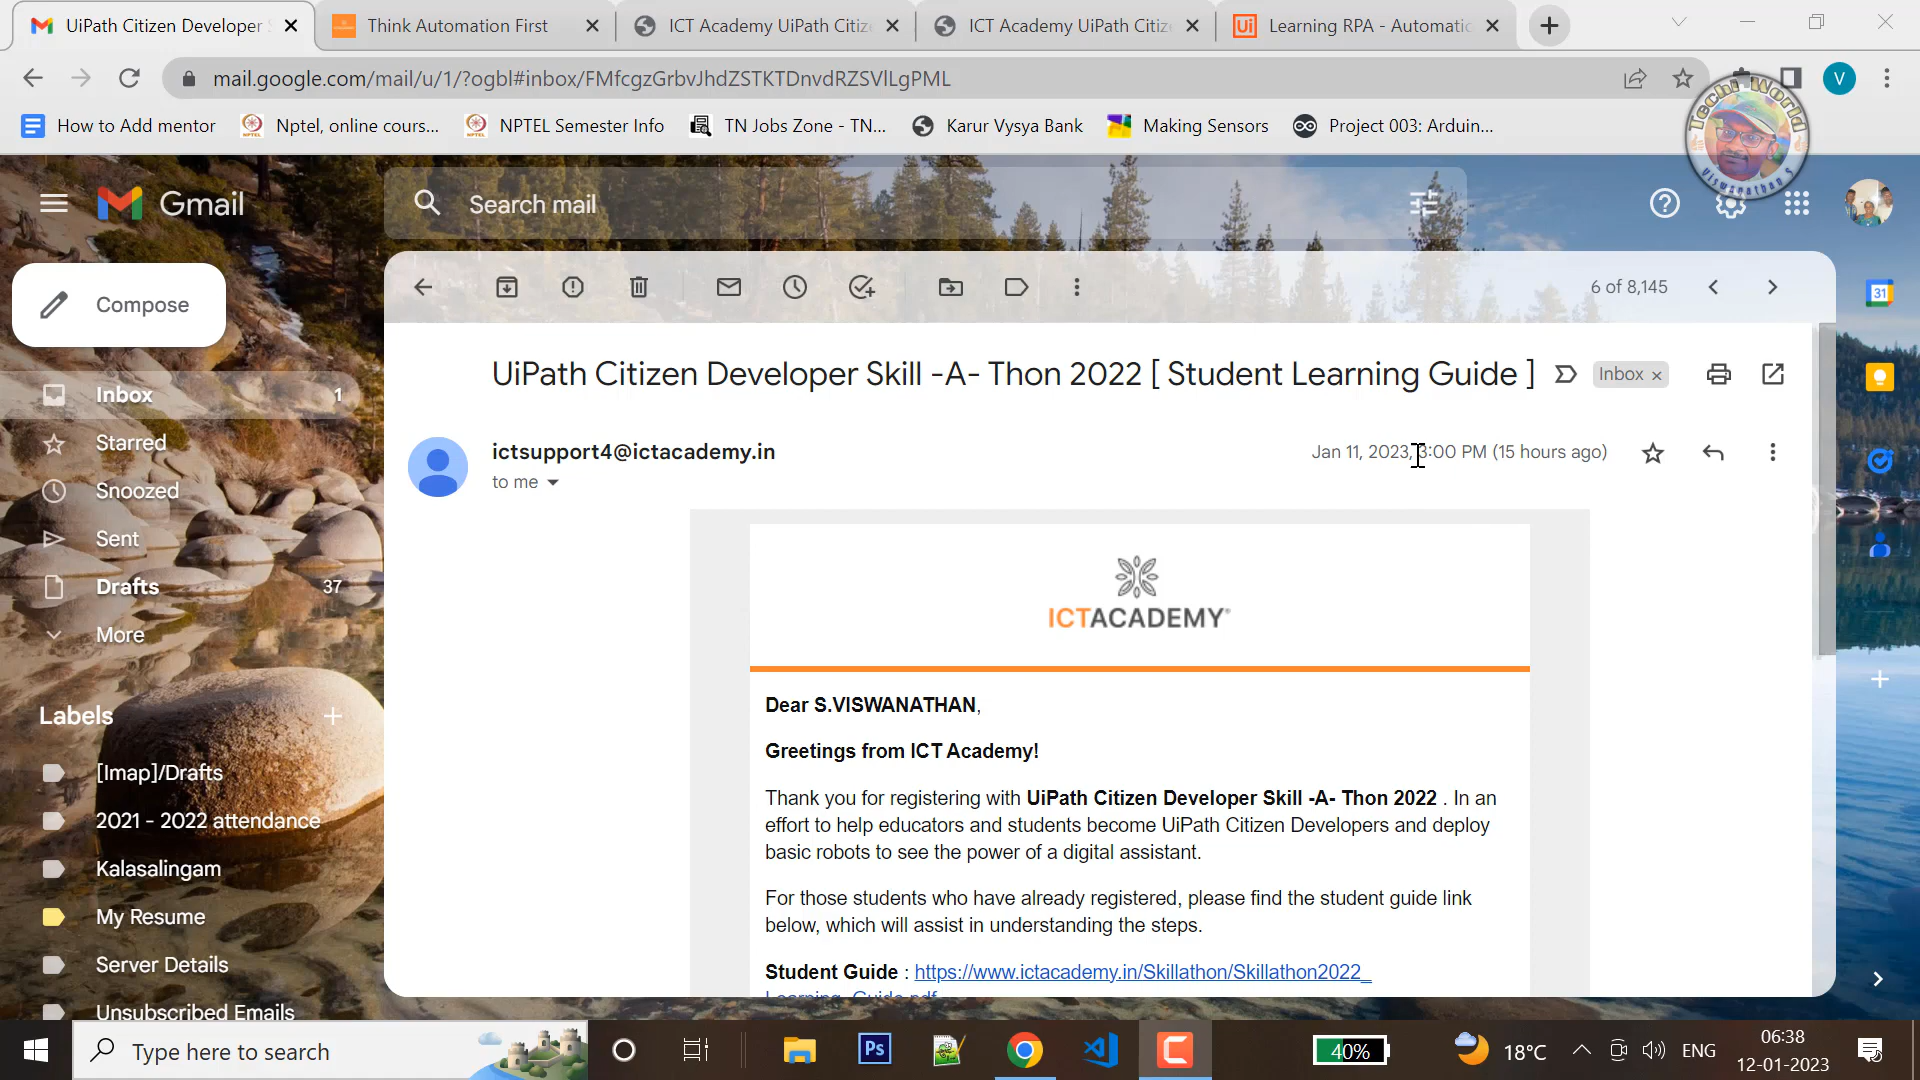 UiPath Citizen Developer S
Think Automation First
ICT Academy UiPath Citize
ICT Academy UiPath Citize
Learning RPA - Automatio
mail.google.com/mail/u/1/?ogbl#inbox/FMfcgzGrbvJhdZSTKTDnvdRZSVlLgPML
V
How to Add mentor
Nptel, online cours...
NPTEL Semester Info
TN Jobs Zone - TN...
Karur Vysya Bank
Making Sensors
Project 003: Arduin...
Techi World
Viswanathan S
Gmail
Search mail
Compose
6 of 8,145
31
UiPath Citizen Developer Skill -A- Thon 2022 [ Student Learning Guide ]
Inbox ×
Inbox 1
Starred
Snoozed
Sent
Drafts 37
More
Labels
[Imap]/Drafts
2021 - 2022 attendance
Kalasalingam
My Resume
Server Details
Unsubscribed Emails
ictsupport4@ictacademy.in
Jan 11, 2023, 3:00 PM (15 hours ago)
to me
ICTACADEMY®
Dear S.VISWANATHAN,
Greetings from ICT Academy!
Thank you for registering with UiPath Citizen Developer Skill -A- Thon 2022 . In an
effort to help educators and students become UiPath Citizen Developers and deploy
basic robots to see the power of a digital assistant.
For those students who have already registered, please find the student guide link
below, which will assist in understanding the steps.
Student Guide : https://www.ictacademy.in/Skillathon/Skillathon2022_
Learning_Guide.pdf
Type here to search
Ps
40%
18°C
ENG
06:38
12-01-2023